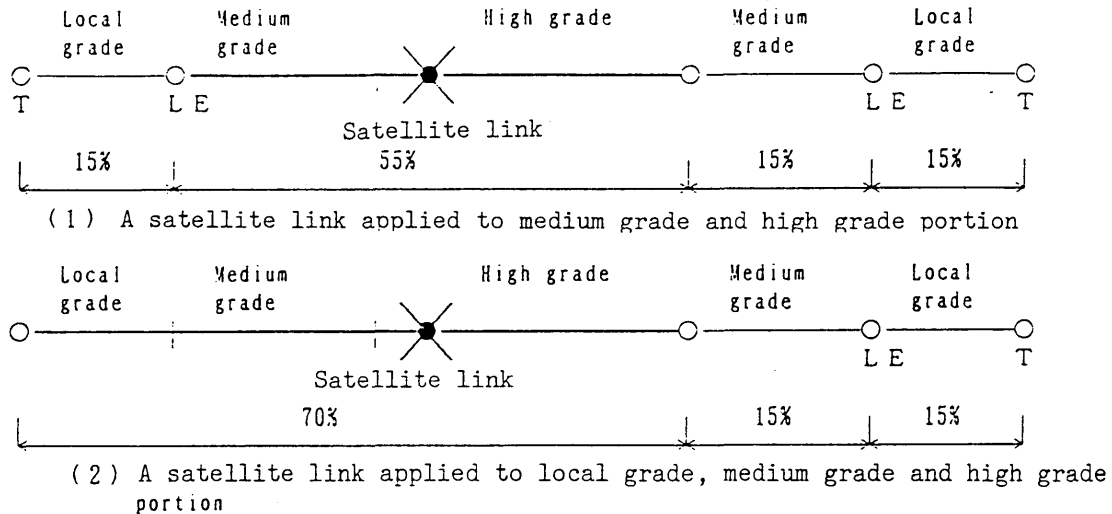 Local Medium High grade Medium Local
grade grade grade grade
T L E L E T
Satellite link
15% 55% 15% 15%
(1) A satellite link applied to medium grade and high grade portion
Local Medium High grade Medium Local
grade grade grade grade
L E T
Satellite link
70% 15% 15%
(2) A satellite link applied to local grade, medium grade and high grade
portion